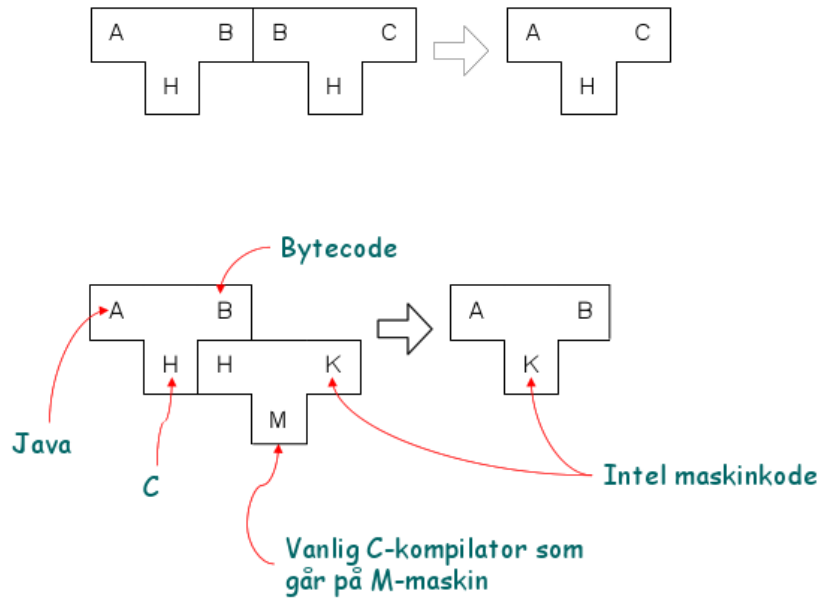 A B B C A C
H H H
Bytecode
A B A B
H H K K
M
Java
C
Intel maskinkode
Vanlig C-kompilator som
går på M-maskin